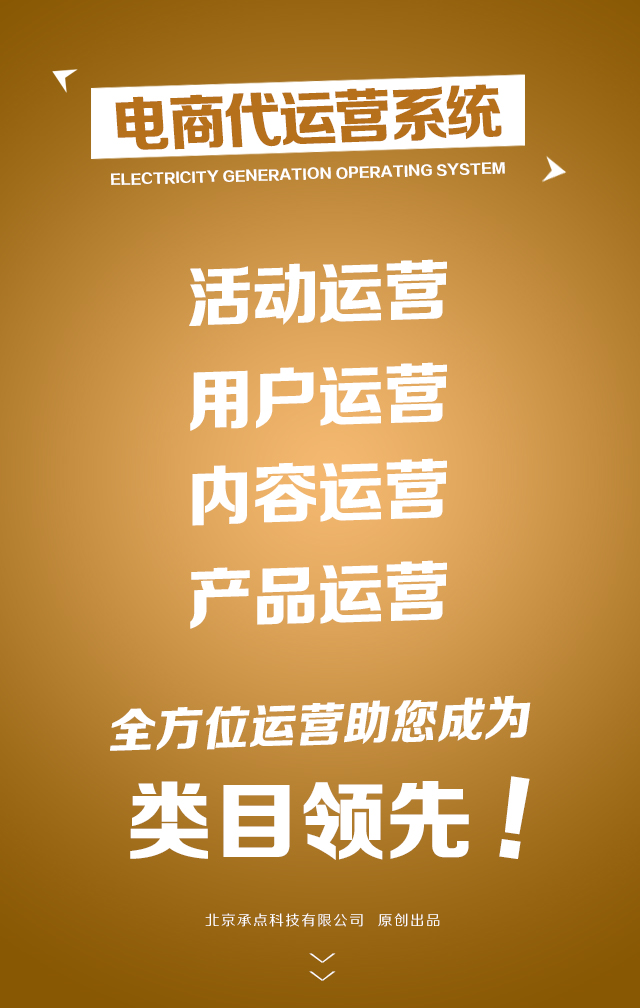 电商代运营系统
ELECTRICITY GENERATION OPERATING SYSTEM
活动运营
用户运营
内容运营
产品运营
全方位运营助您成为
类目领先！
北京承点科技有限公司 原创出品